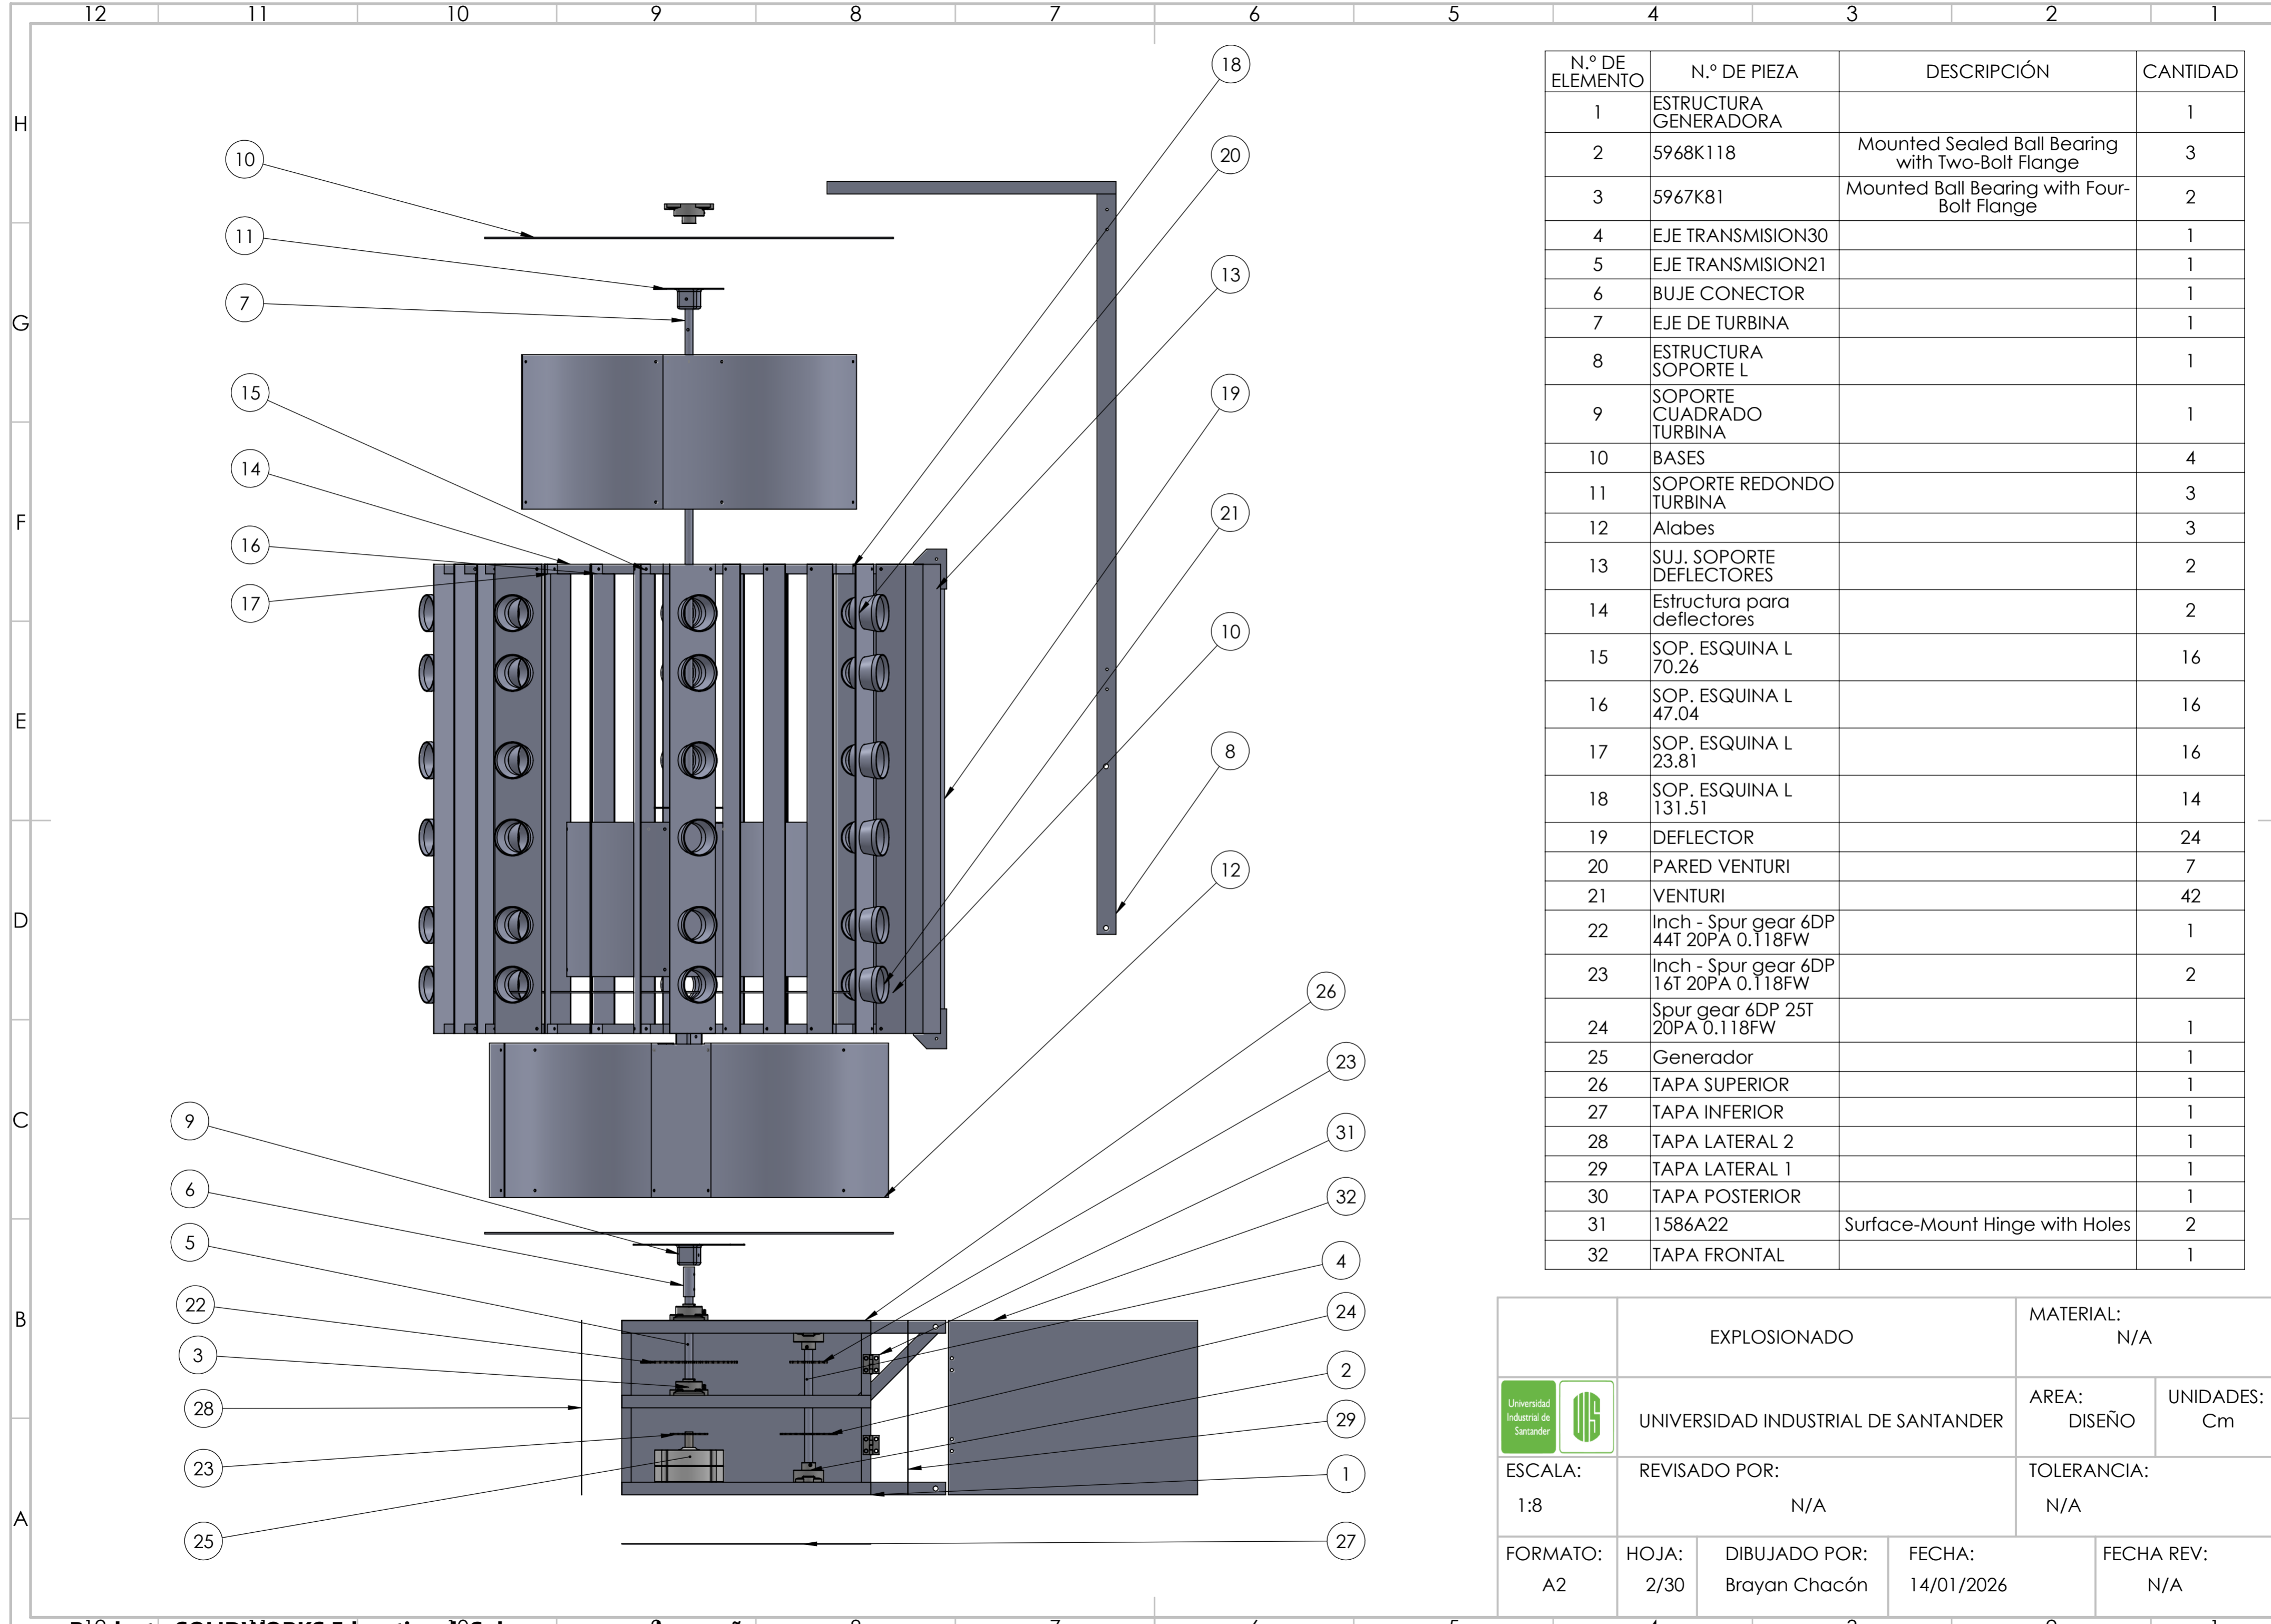 12 11 10 9 8 7 6 5 4 3 2 1
H
G
F
E
D
C
B
A
18
20
10
11
13
7
15
19
14
21
16
17
10
8
12
26
23
9
31
6
32
5
4
22
24
3
2
28
29
23
1
25
27
N.º DE
ELEMENTO
N.º DE PIEZA
DESCRIPCIÓN
CANTIDAD
1
ESTRUCTURA
GENERADORA
1
2
5968K118
Mounted Sealed Ball Bearing
with Two-Bolt Flange
3
3
5967K81
Mounted Ball Bearing with Four-
Bolt Flange
2
4 EJE TRANSMISION30 1
5 EJE TRANSMISION21 1
6 BUJE CONECTOR 1
7 EJE DE TURBINA 1
8
ESTRUCTURA
SOPORTE L
1
9
SOPORTE
CUADRADO
TURBINA
1
10 BASES 4
11
SOPORTE REDONDO
TURBINA
3
12 Alabes 3
13
SUJ. SOPORTE
DEFLECTORES
2
14
Estructura para
deflectores
2
15
SOP. ESQUINA L
70.26
16
16
SOP. ESQUINA L
47.04
16
17
SOP. ESQUINA L
23.81
16
18
SOP. ESQUINA L
131.51
14
19 DEFLECTOR 24
20 PARED VENTURI 7
21 VENTURI 42
22
Inch - Spur gear 6DP
44T 20PA 0.118FW
1
23
Inch - Spur gear 6DP
16T 20PA 0.118FW
2
24
Spur gear 6DP 25T
20PA 0.118FW
1
25 Generador 1
26 TAPA SUPERIOR 1
27 TAPA INFERIOR 1
28 TAPA LATERAL 2 1
29 TAPA LATERAL 1 1
30 TAPA POSTERIOR 1
31 1586A22 Surface-Mount Hinge with Holes 2
32 TAPA FRONTAL 1
EXPLOSIONADO
MATERIAL:
N/A
Universidad
Industrial de
Santander
UNIVERSIDAD INDUSTRIAL DE SANTANDER
AREA:
DISEÑO
UNIDADES:
Cm
ESCALA:
1:8
REVISADO POR:
N/A
TOLERANCIA:
N/A
FORMATO:
A2
HOJA:
2/30
DIBUJADO POR:
Brayan Chacón
FECHA:
14/01/2026
FECHA REV:
N/A